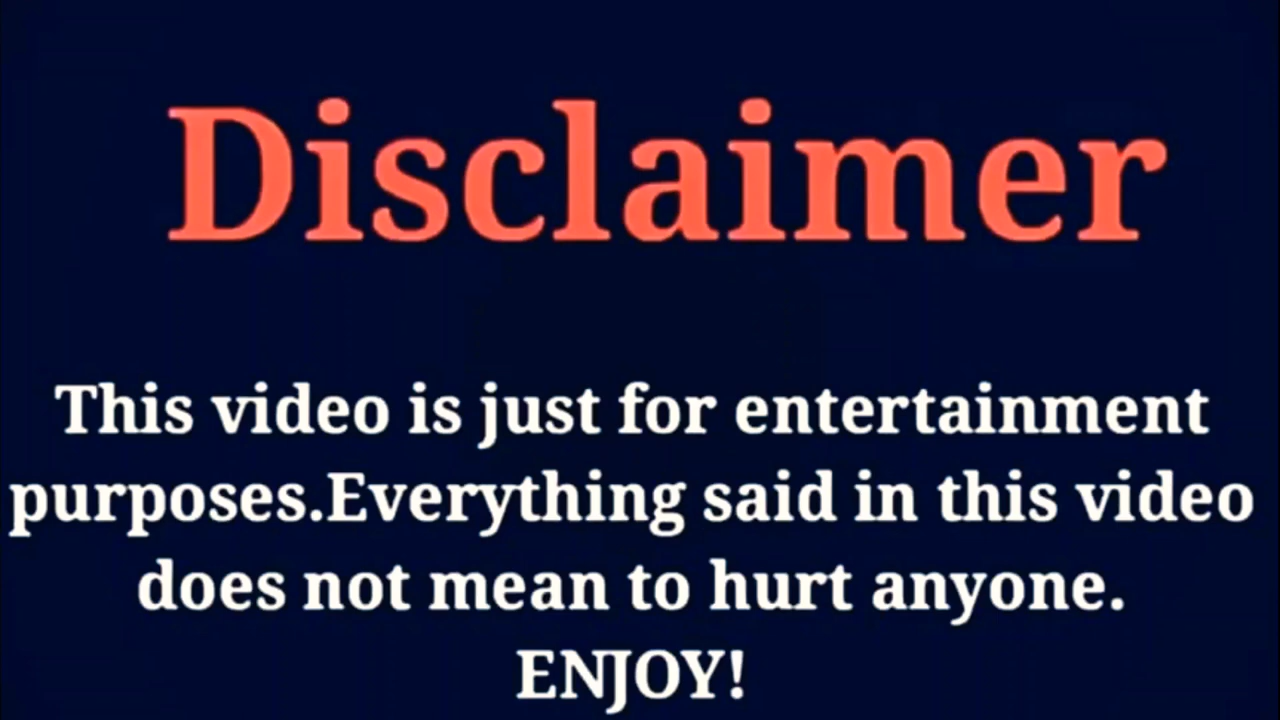 Disclaimer
This video is just for entertainment
purposes.Everything said in this video
does not mean to hurt anyone.
ENJOY!